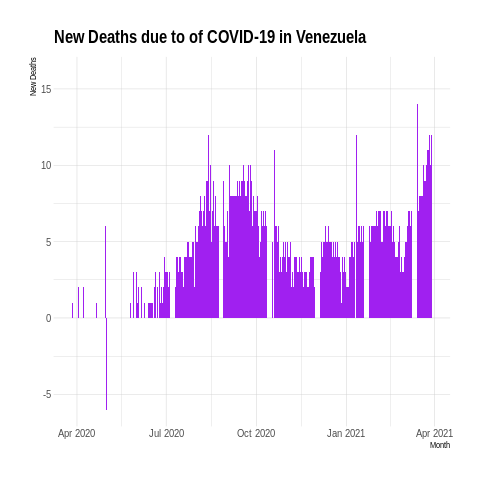 New Deaths due to of COVID-19 in Venezuela
New Deaths
15
10
5
0
-5
Apr 2020 Jul 2020 Oct 2020 Jan 2021 Apr 2021
Month